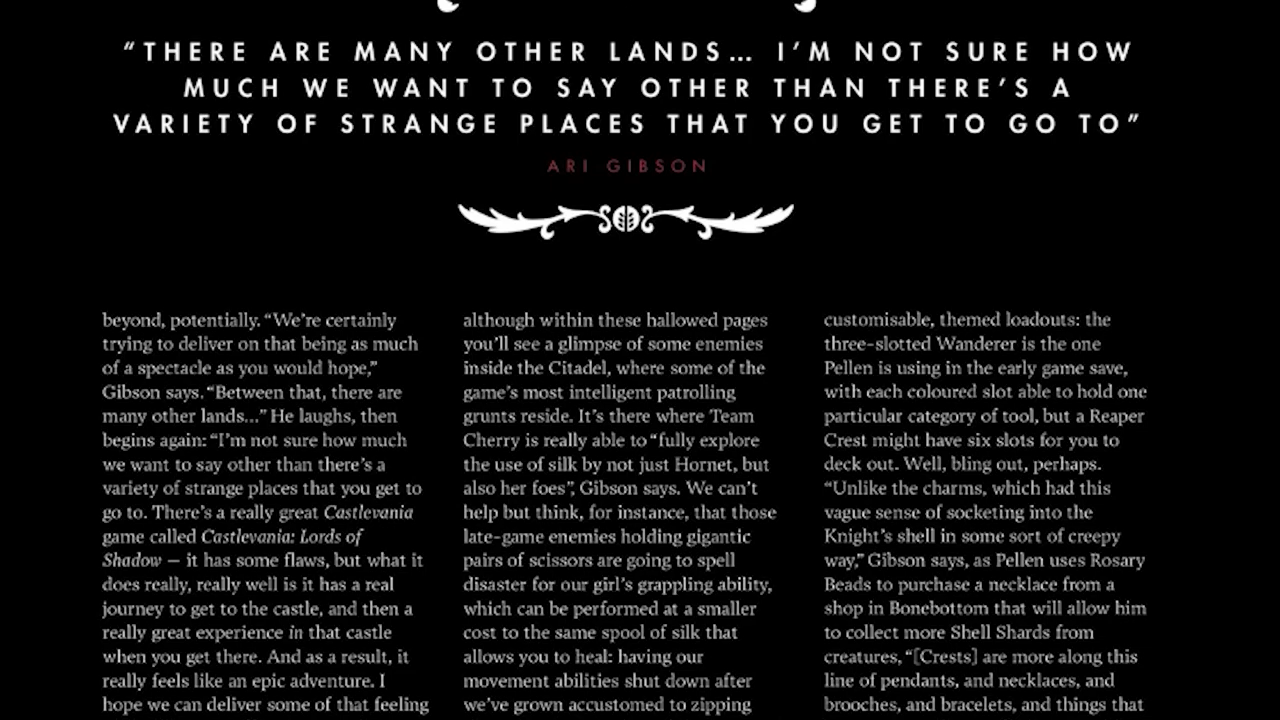 “THERE ARE MANY OTHER LANDS... I’M NOT SURE HOW
MUCH WE WANT TO SAY OTHER THAN THERE’S A
VARIETY OF STRANGE PLACES THAT YOU GET TO GO TO”
ARI GIBSON
beyond, potentially. “We’re certainly
trying to deliver on that being as much
of a spectacle as you would hope,”
Gibson says. “Between that, there are
many other lands...” He laughs, then
begins again: “I’m not sure how much
we want to say other than there’s a
variety of strange places that you get to
go to. There’s a really great Castlevania
game called Castlevania: Lords of
Shadow — it has some flaws, but what it
does really, really well is it has a real
journey to get to the castle, and then a
really great experience in that castle
when you get there. And as a result, it
really feels like an epic adventure. I
hope we can deliver some of that feeling
although within these hallowed pages
you’ll see a glimpse of some enemies
inside the Citadel, where some of the
game’s most intelligent patrolling
grunts reside. It’s there where Team
Cherry is really able to “fully explore
the use of silk by not just Hornet, but
also her foes”, Gibson says. We can’t
help but think, for instance, that those
late-game enemies holding gigantic
pairs of scissors are going to spell
disaster for our girl’s grappling ability,
which can be performed at a smaller
cost to the same spool of silk that
allows you to heal: having our
movement abilities shut down after
we’ve grown accustomed to zipping
customisable, themed loadouts: the
three-slotted Wanderer is the one
Pellen is using in the early game save,
with each coloured slot able to hold one
particular category of tool, but a Reaper
Crest might have six slots for you to
deck out. Well, bling out, perhaps.
“Unlike the charms, which had this
vague sense of socketing into the
Knight’s shell in some sort of creepy
way,” Gibson says, as Pellen uses Rosary
Beads to purchase a necklace from a
shop in Bonebottom that will allow him
to collect more Shell Shards from
creatures, “[Crests] are more along this
line of pendants, and necklaces, and
brooches, and bracelets, and things that